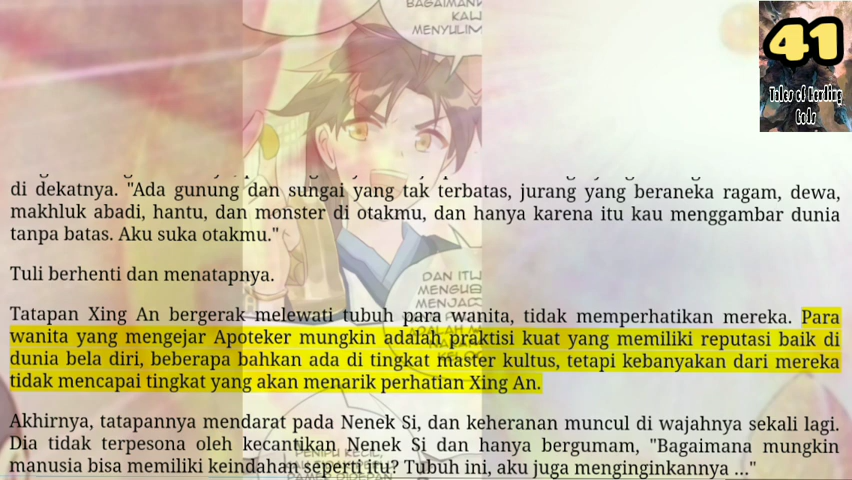 BAGAIMANA
KAU
MENYULIM
41
Tales of Herding
Gods
di dekatnya. "Ada gunung dan sungai yang tak terbatas, jurang yang beraneka ragam, dewa,
makhluk abadi, hantu, dan monster di otakmu, dan hanya karena itu kau menggambar dunia
tanpa batas. Aku suka otakmu."
Tuli berhenti dan menatapnya.
Tatapan Xing An bergerak melewati tubuh para wanita, tidak memperhatikan mereka. Para
wanita yang mengejar Apoteker mungkin adalah praktisi kuat yang memiliki reputasi baik di
dunia bela diri, beberapa bahkan ada di tingkat master kultus, tetapi kebanyakan dari mereka
tidak mencapai tingkat yang akan menarik perhatian Xing An.
DAN ITU
MENGUB
MENJAD
Akhirnya, tatapannya mendarat pada Nenek Si, dan keheranan muncul di wajahnya sekali lagi.
Dia tidak terpesona oleh kecantikan Nenek Si dan hanya bergumam, "Bagaimana mungkin
manusia bisa memiliki keindahan seperti itu? Tubuh ini, aku juga menginginkannya ..."